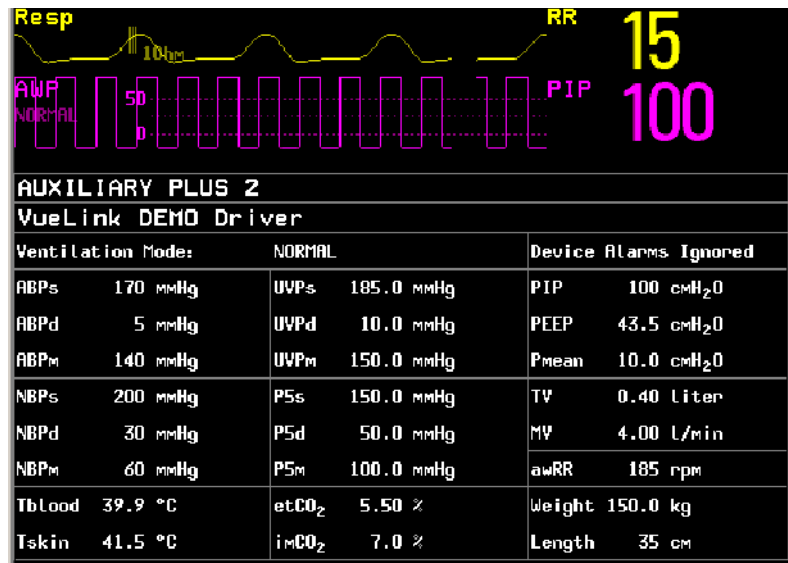 Resp RR 15
10hm
AWP 50 PIP 100
NORMAL
0
AUXILIARY PLUS 2
VueLink DEMO Driver
Ventilation Mode: NORMAL Device Alarms Ignored
ABPs 170 mmHg UVPs 185.0 mmHg PIP 100 cmH₂O
ABPd 5 mmHg UVPd 10.0 mmHg PEEP 43.5 cmH₂O
ABPm 140 mmHg UVPm 150.0 mmHg Pmean 10.0 cmH₂O
NBPs 200 mmHg P5s 150.0 mmHg TV 0.40 liter
NBPd 30 mmHg P5d 50.0 mmHg MV 4.00 l/min
NBPm 60 mmHg P5m 100.0 mmHg awRR 185 rpm
Tblood 39.9 °C etCO₂ 5.50 % Weight 150.0 kg
Tskin 41.5 °C imCO₂ 7.0 % Length 35 cm